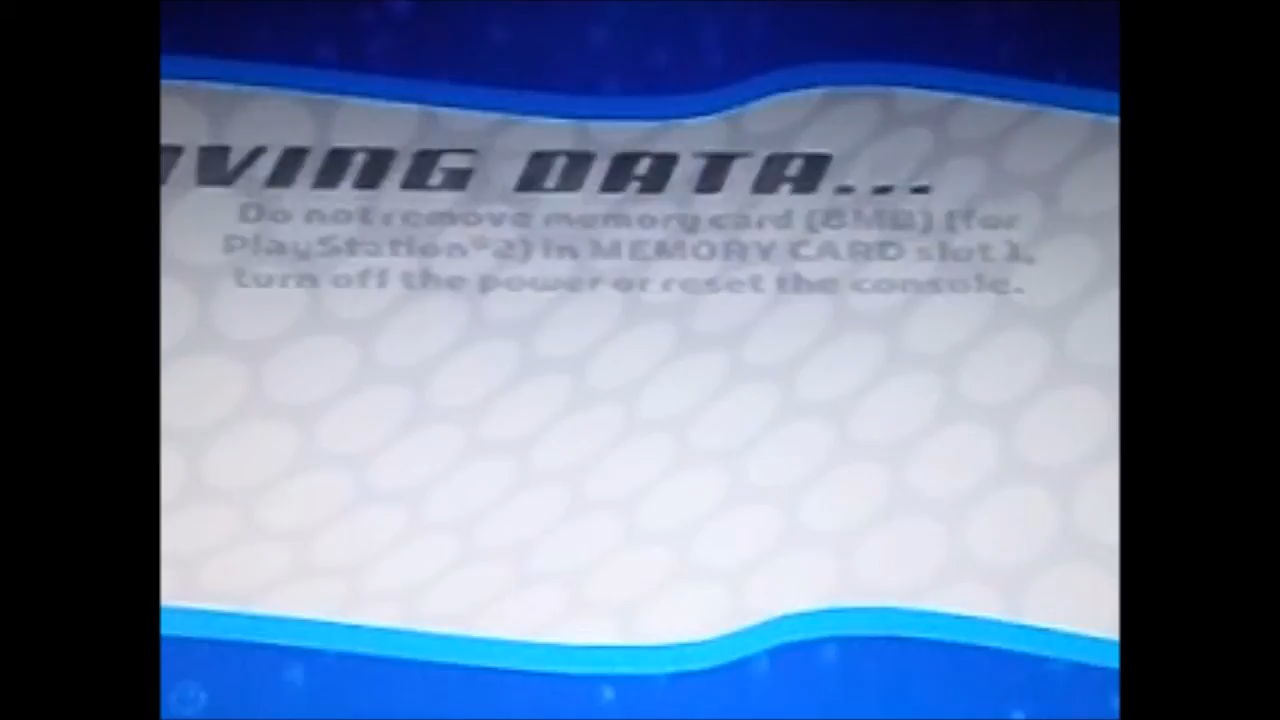 VING DATA...
Do not remove memory card (8MB) (for
PlayStation®2) in MEMORY CARD slot 1,
turn off the power or reset the console.